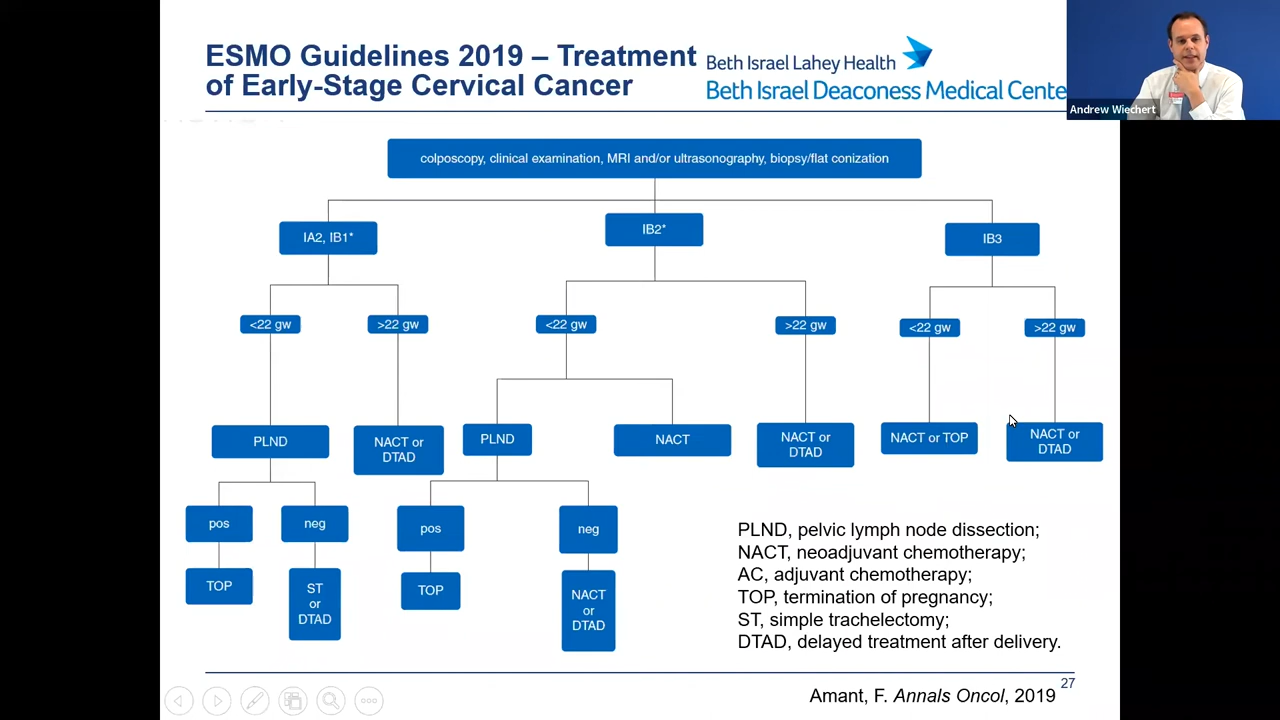 ESMO Guidelines 2019 – Treatment
of Early-Stage Cervical Cancer
Beth Israel Lahey Health
Beth Israel Deaconess Medical Cente
Andrew Wiechert
colposcopy, clinical examination, MRI and/or ultrasonography, biopsy/flat conization
IA2, IB1*
IB2*
IB3
<22 gw
>22 gw
<22 gw
>22 gw
<22 gw
>22 gw
PLND
NACT or
DTAD
PLND
NACT
NACT or
DTAD
NACT or TOP
NACT or
DTAD
pos
neg
pos
neg
TOP
ST
or
DTAD
TOP
NACT
or
DTAD
PLND, pelvic lymph node dissection;
NACT, neoadjuvant chemotherapy;
AC, adjuvant chemotherapy;
TOP, termination of pregnancy;
ST, simple trachelectomy;
DTAD, delayed treatment after delivery.
27
Amant, F. Annals Oncol, 2019